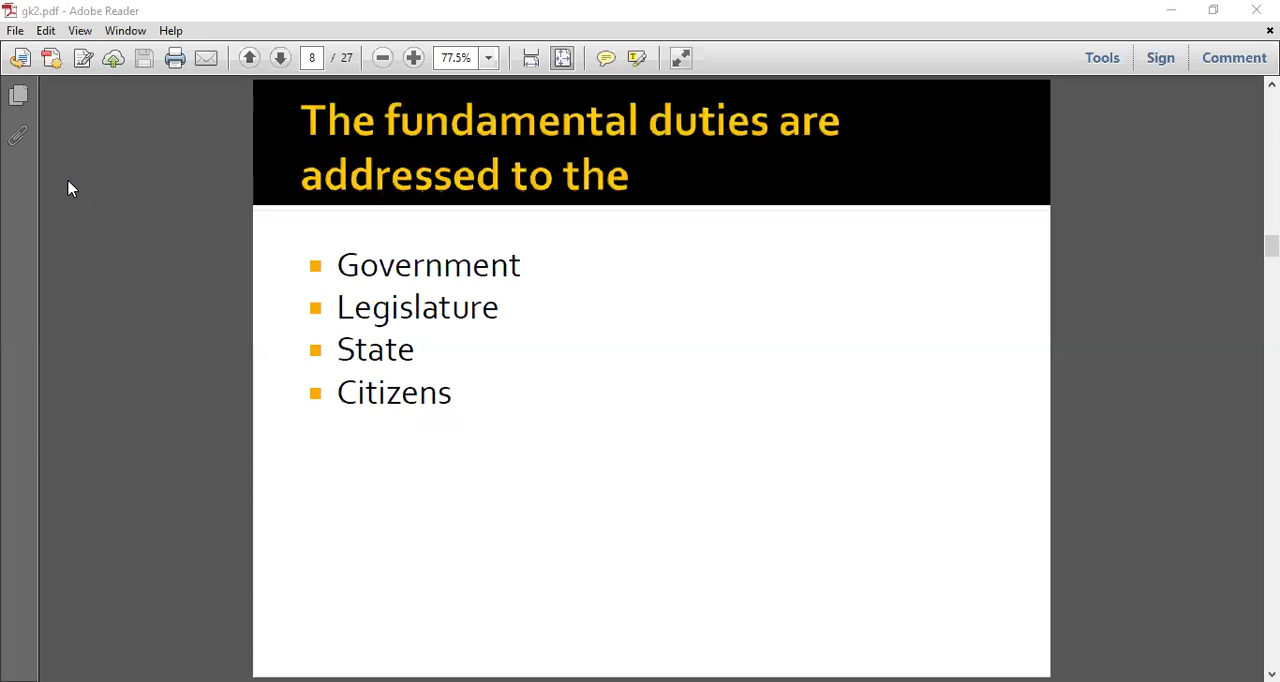 gk2.pdf - Adobe Reader
File Edit View Window Help
8 / 27 77.5% Tools Sign Comment
The fundamental duties are
addressed to the
Government
Legislature
State
Citizens